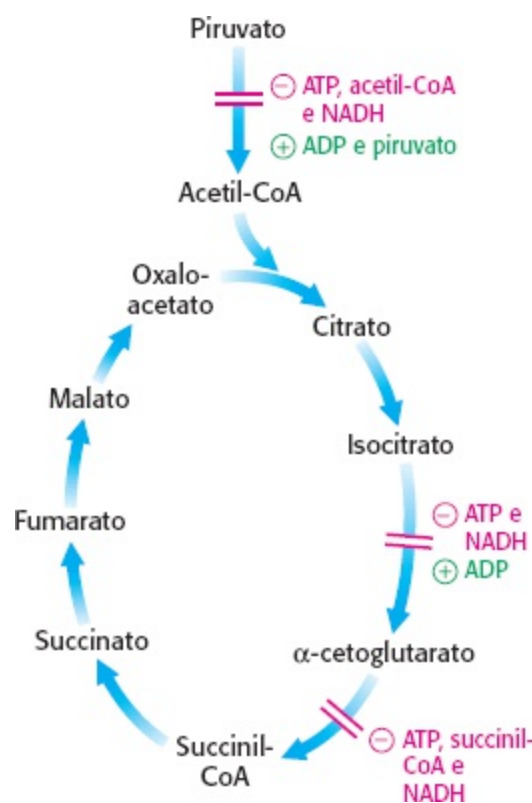 Piruvato
⊖ ATP, acetil-CoA
e NADH
⊕ ADP e piruvato
Acetil-CoA
Oxalo-
acetato
Citrato
Malato
Isocitrato
Fumarato
⊖ ATP e
NADH
⊕ ADP
Succinato
α-cetoglutarato
Succinil-
CoA
⊖ ATP, succinil-
CoA e
NADH